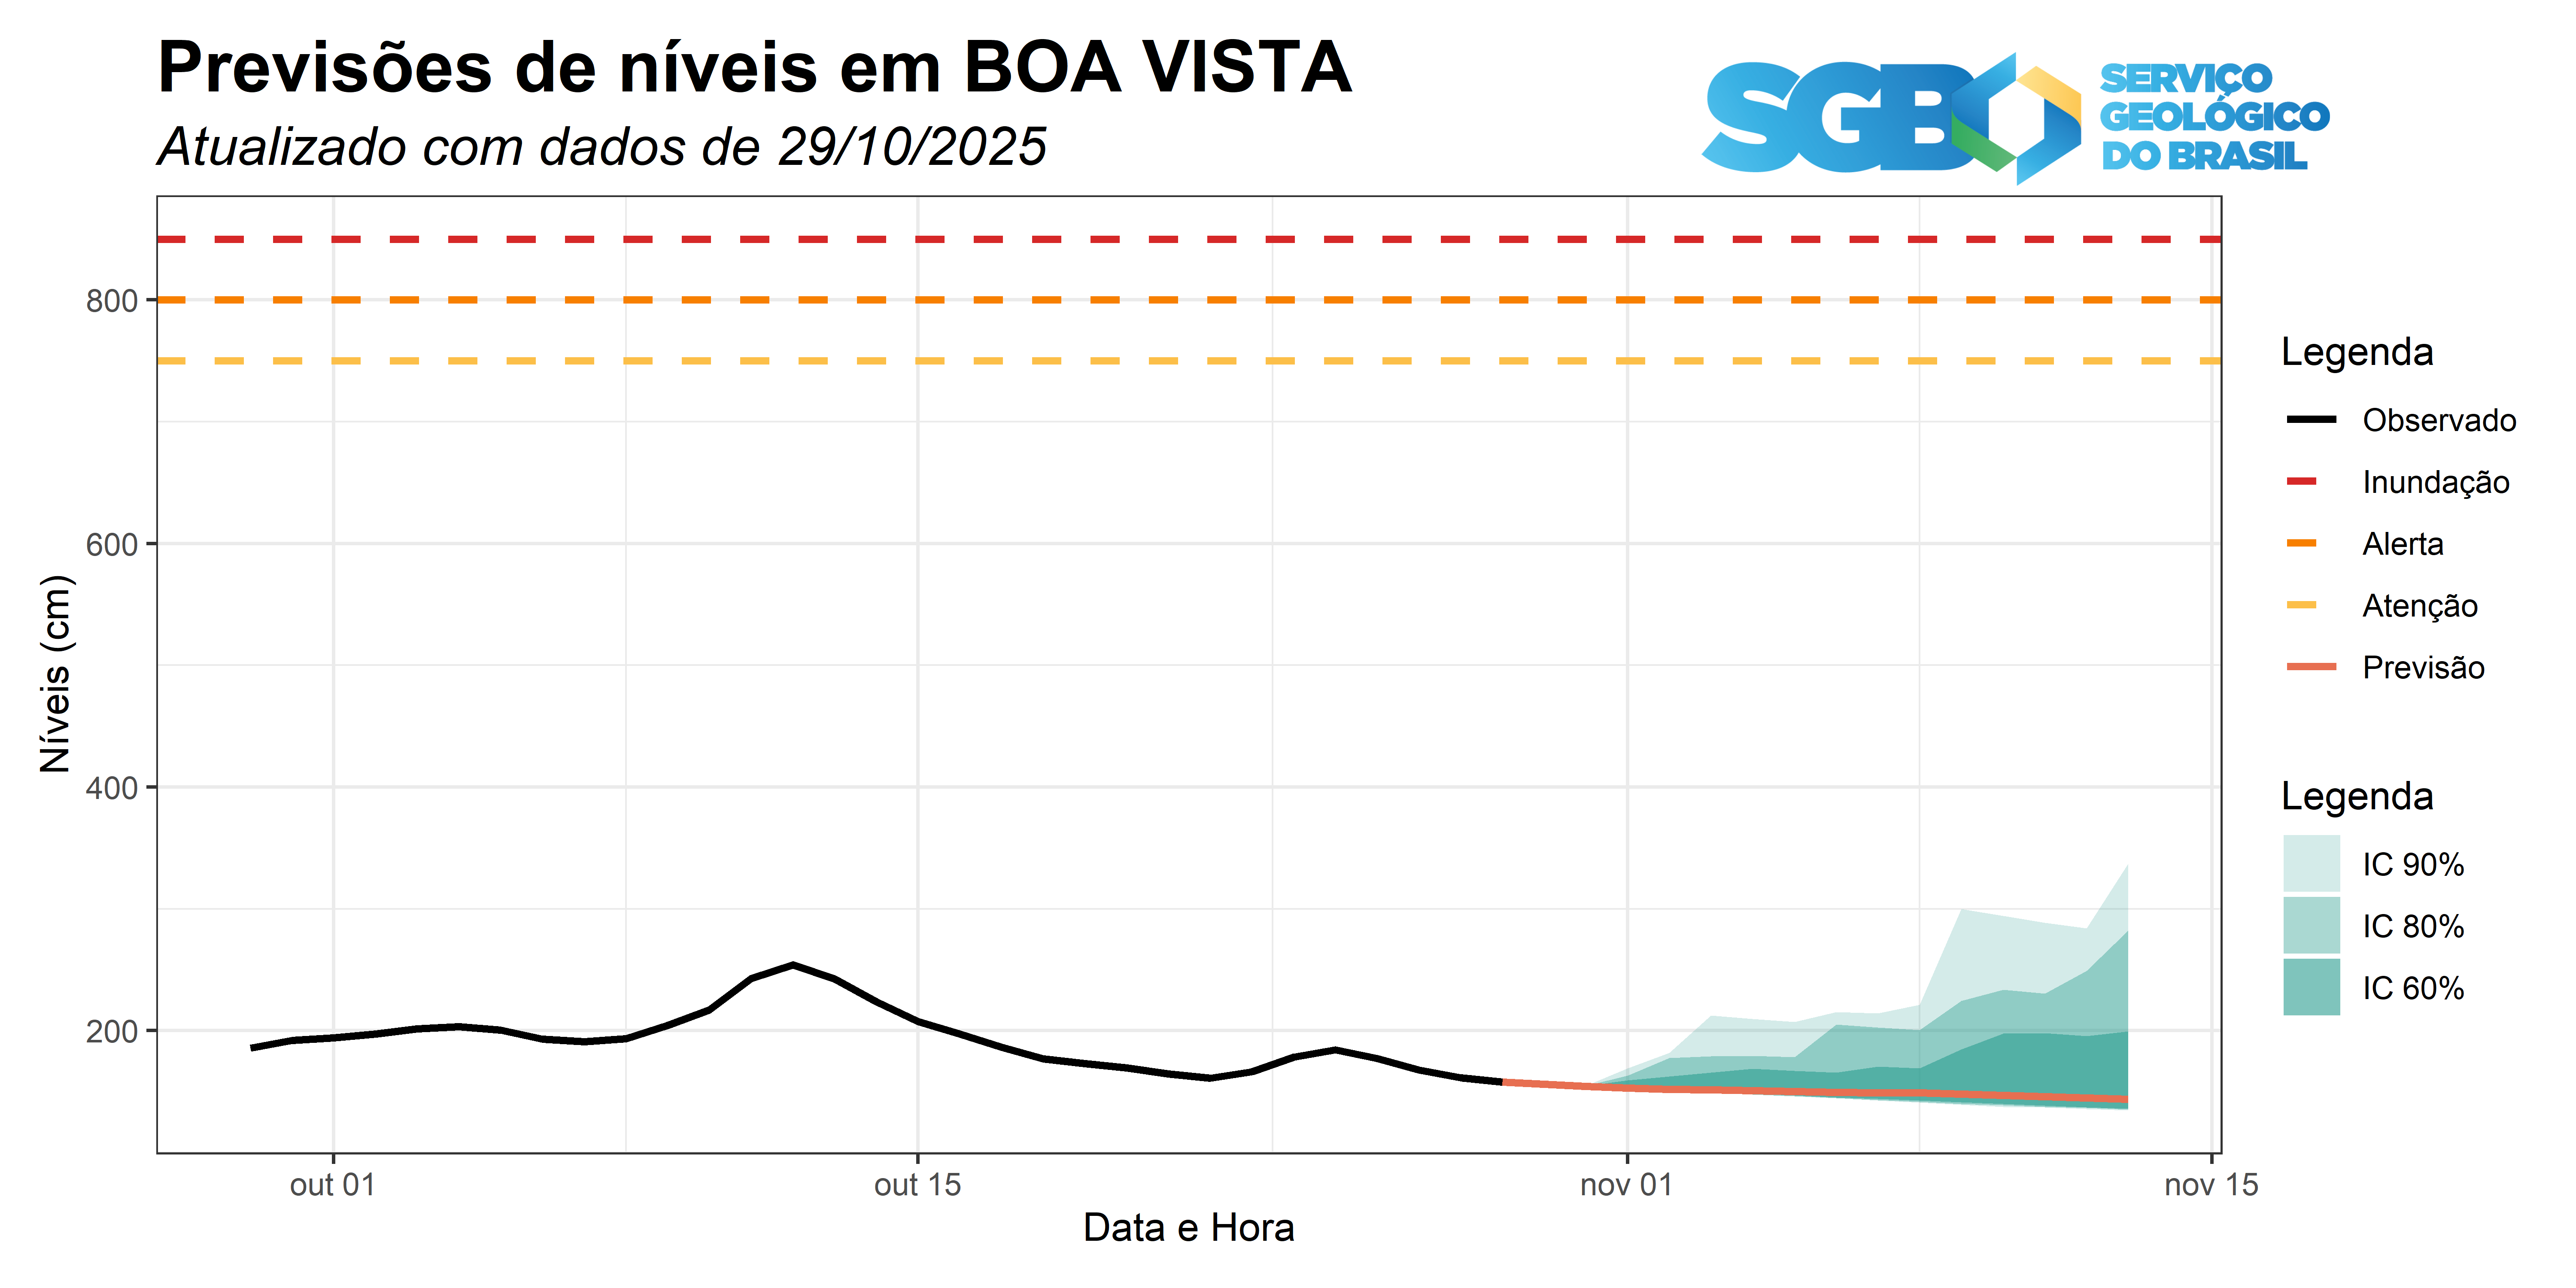 Previsões de níveis em BOA VISTA
Atualizado com dados de 29/10/2025
SGB
SERVIÇO
GEOLÓGICO
DO BRASIL
Níveis (cm)
800
600
400
200
out 01
out 15
nov 01
nov 15
Data e Hora
Legenda
Observado
Inundação
Alerta
Atenção
Previsão
Legenda
IC 90%
IC 80%
IC 60%